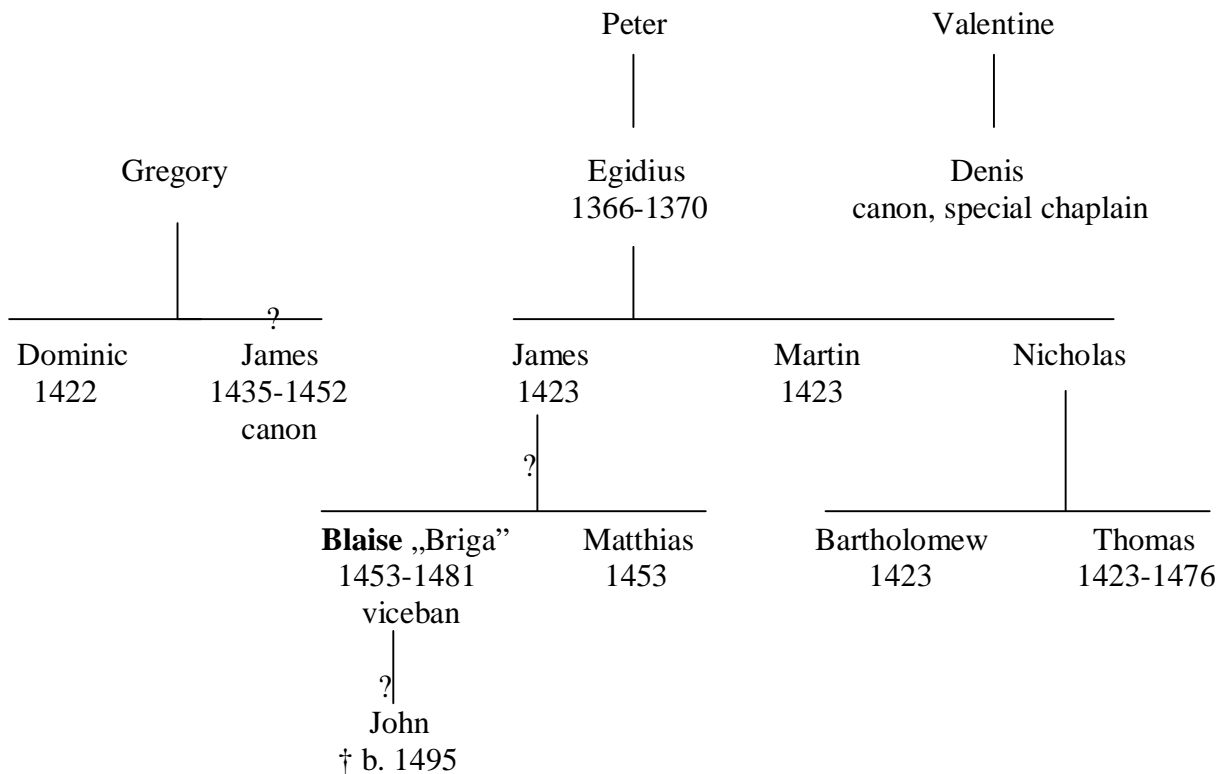 Peter Valentine
Gregory Egidius Denis
1366-1370 canon, special chaplain
?
Dominic James James Martin Nicholas
1422 1435-1452 1423 1423
canon
?
Blaise „Briga” Matthias Bartholomew Thomas
1453-1481 1453 1423 1423-1476
viceban
?
John
† b. 1495